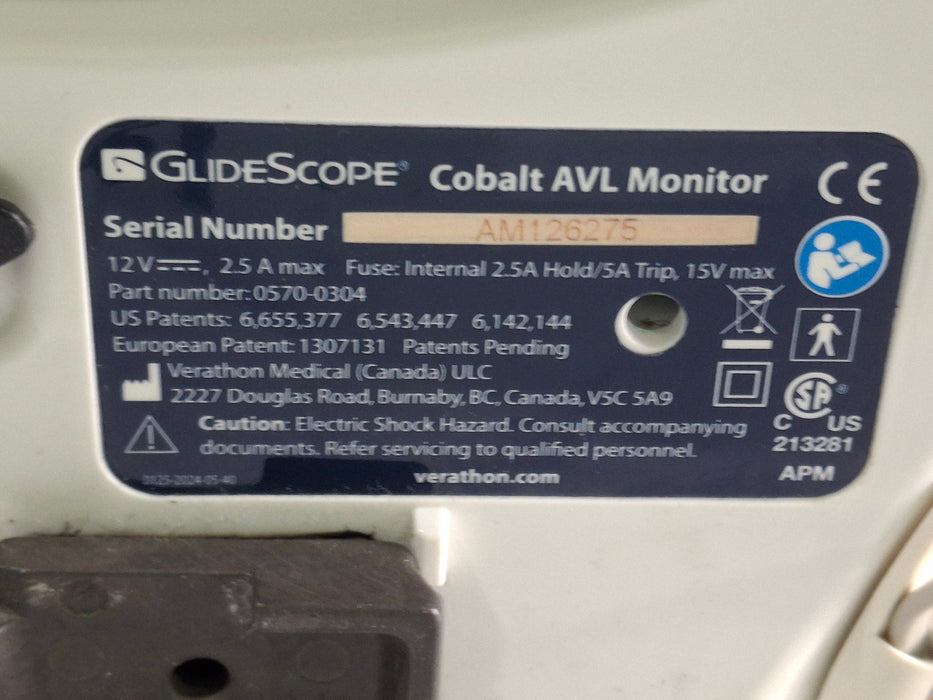 GLIDESCOPE® Cobalt AVL Monitor
Serial Number AM126275
12 V⎓, 2.5 A max Fuse: Internal 2.5A Hold/5A Trip, 15V max
Part number: 0570-0304
US Patents: 6,655,377 6,543,447 6,142,144
European Patent: 1307131 Patents Pending
Verathon Medical (Canada) ULC
2227 Douglas Road, Burnaby, BC, Canada, V5C 5A9
Caution: Electric Shock Hazard. Consult accompanying
documents. Refer servicing to qualified personnel.
verathon.com
CE
SA ®
C US
213281
APM